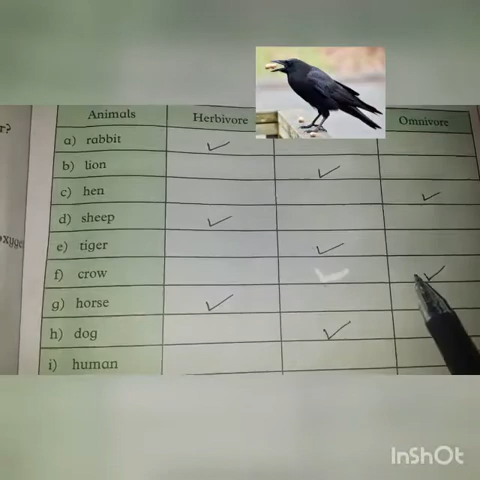 r?
Animals Herbivore Omnivore
a) rabbit ✓
b) lion ✓
c) hen ✓
d) sheep ✓
e) tiger ✓
f) crow ✓
g) horse ✓
h) dog ✓
i) human
InShOt